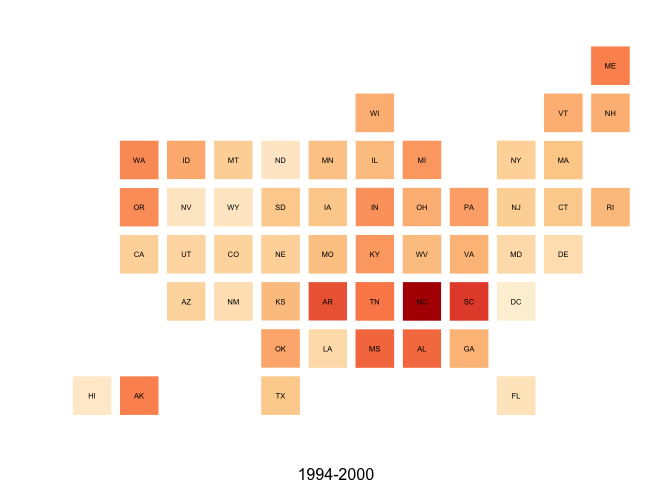 ME
WI VT NH
WA ID MT ND MN IL MI NY MA
OR NV WY SD IA IN OH PA NJ CT RI
CA UT CO NE MO KY WV VA MD DE
AZ NM KS AR TN NC SC DC
OK LA MS AL GA
HI AK TX FL
1994-2000